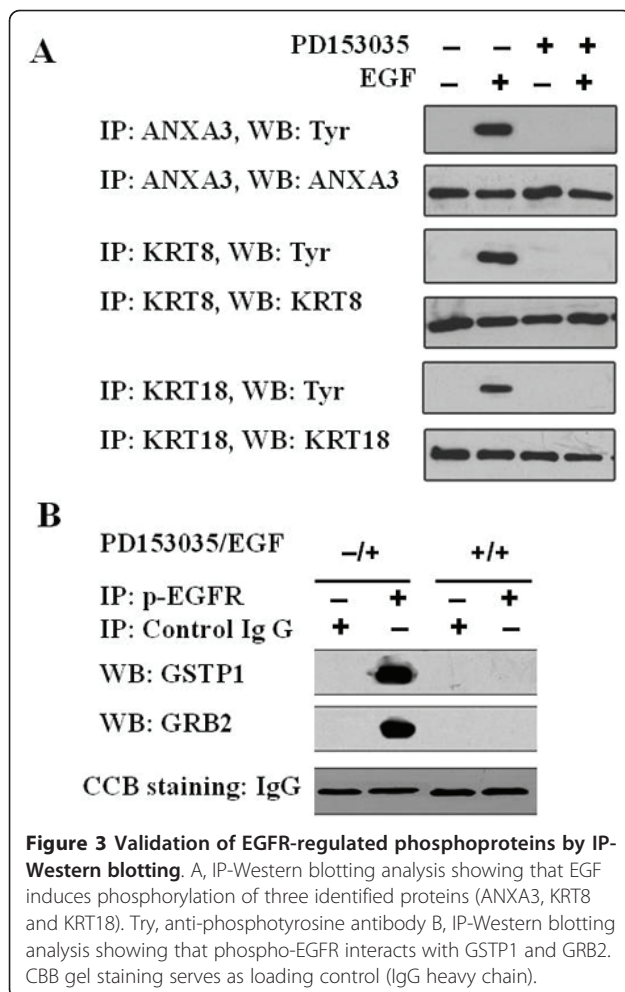 A
PD153035 – – + +
EGF – + – +
IP: ANXA3, WB: Tyr
IP: ANXA3, WB: ANXA3
IP: KRT8, WB: Tyr
IP: KRT8, WB: KRT8
IP: KRT18, WB: Tyr
IP: KRT18, WB: KRT18
B
PD153035/EGF –/+ +/+
IP: p-EGFR – + – +
IP: Control Ig G + – + –
WB: GSTP1
WB: GRB2
CCB staining: IgG
Figure 3 Validation of EGFR-regulated phosphoproteins by IP-
Western blotting. A, IP-Western blotting analysis showing that EGF
induces phosphorylation of three identified proteins (ANXA3, KRT8
and KRT18). Try, anti-phosphotyrosine antibody B, IP-Western blotting
analysis showing that phospho-EGFR interacts with GSTP1 and GRB2.
CBB gel staining serves as loading control (IgG heavy chain).